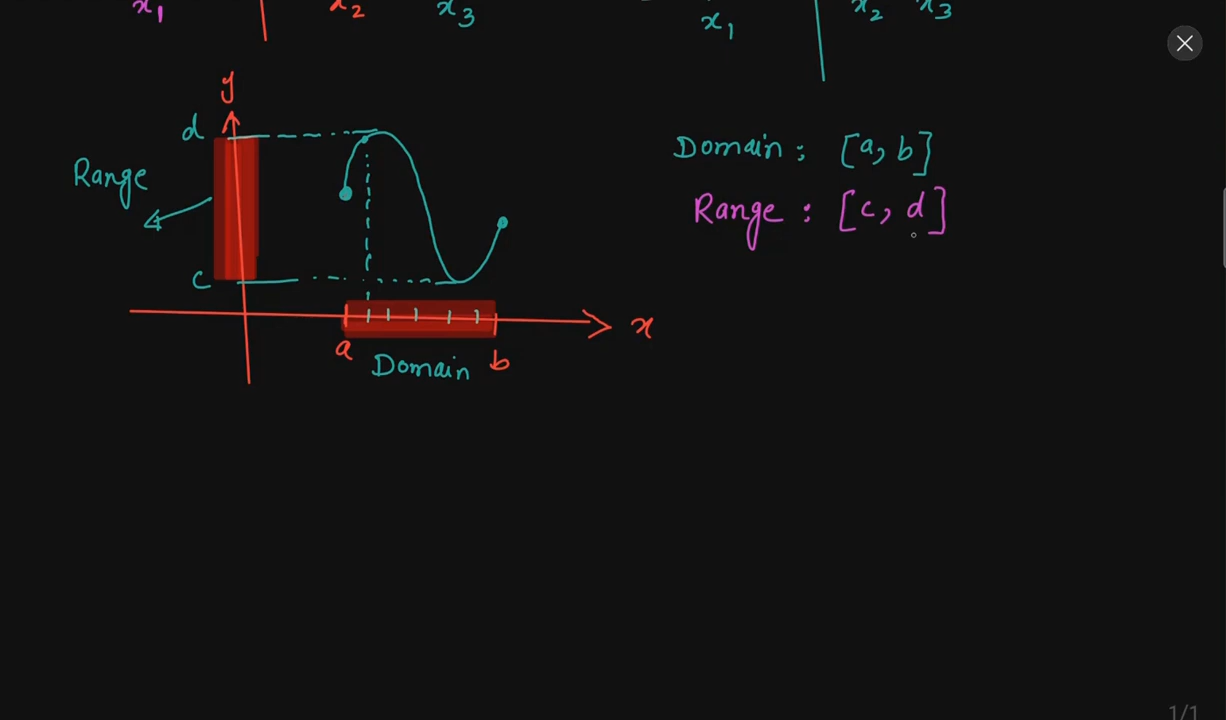 x1 x2 x3 x1 x2 x3
y
d
Range
c
a b
Domain
x
Domain : [a, b]
Range : [c, d]
1/1